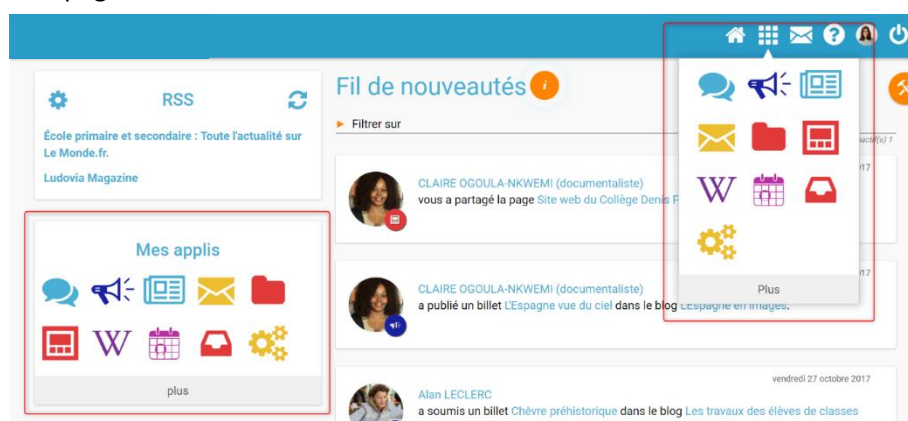 RSS
École primaire et secondaire : Toute l'actualité sur
Le Monde.fr.
Ludovia Magazine
Mes applis
plus
Fil de nouveautés
Filtrer sur
CLAIRE OGOULA-NKWEMI (documentaliste)
vous a partagé la page Site web du Collège Denis
CLAIRE OGOULA-NKWEMI (documentaliste)
a publié un billet L'Espagne vue du ciel dans le blog L'Espagne en images.
vendredi 27 octobre 2017
Alan LECLERC
a soumis un billet Chèvre préhistorique dans le blog Les travaux des élèves de classes
Plus